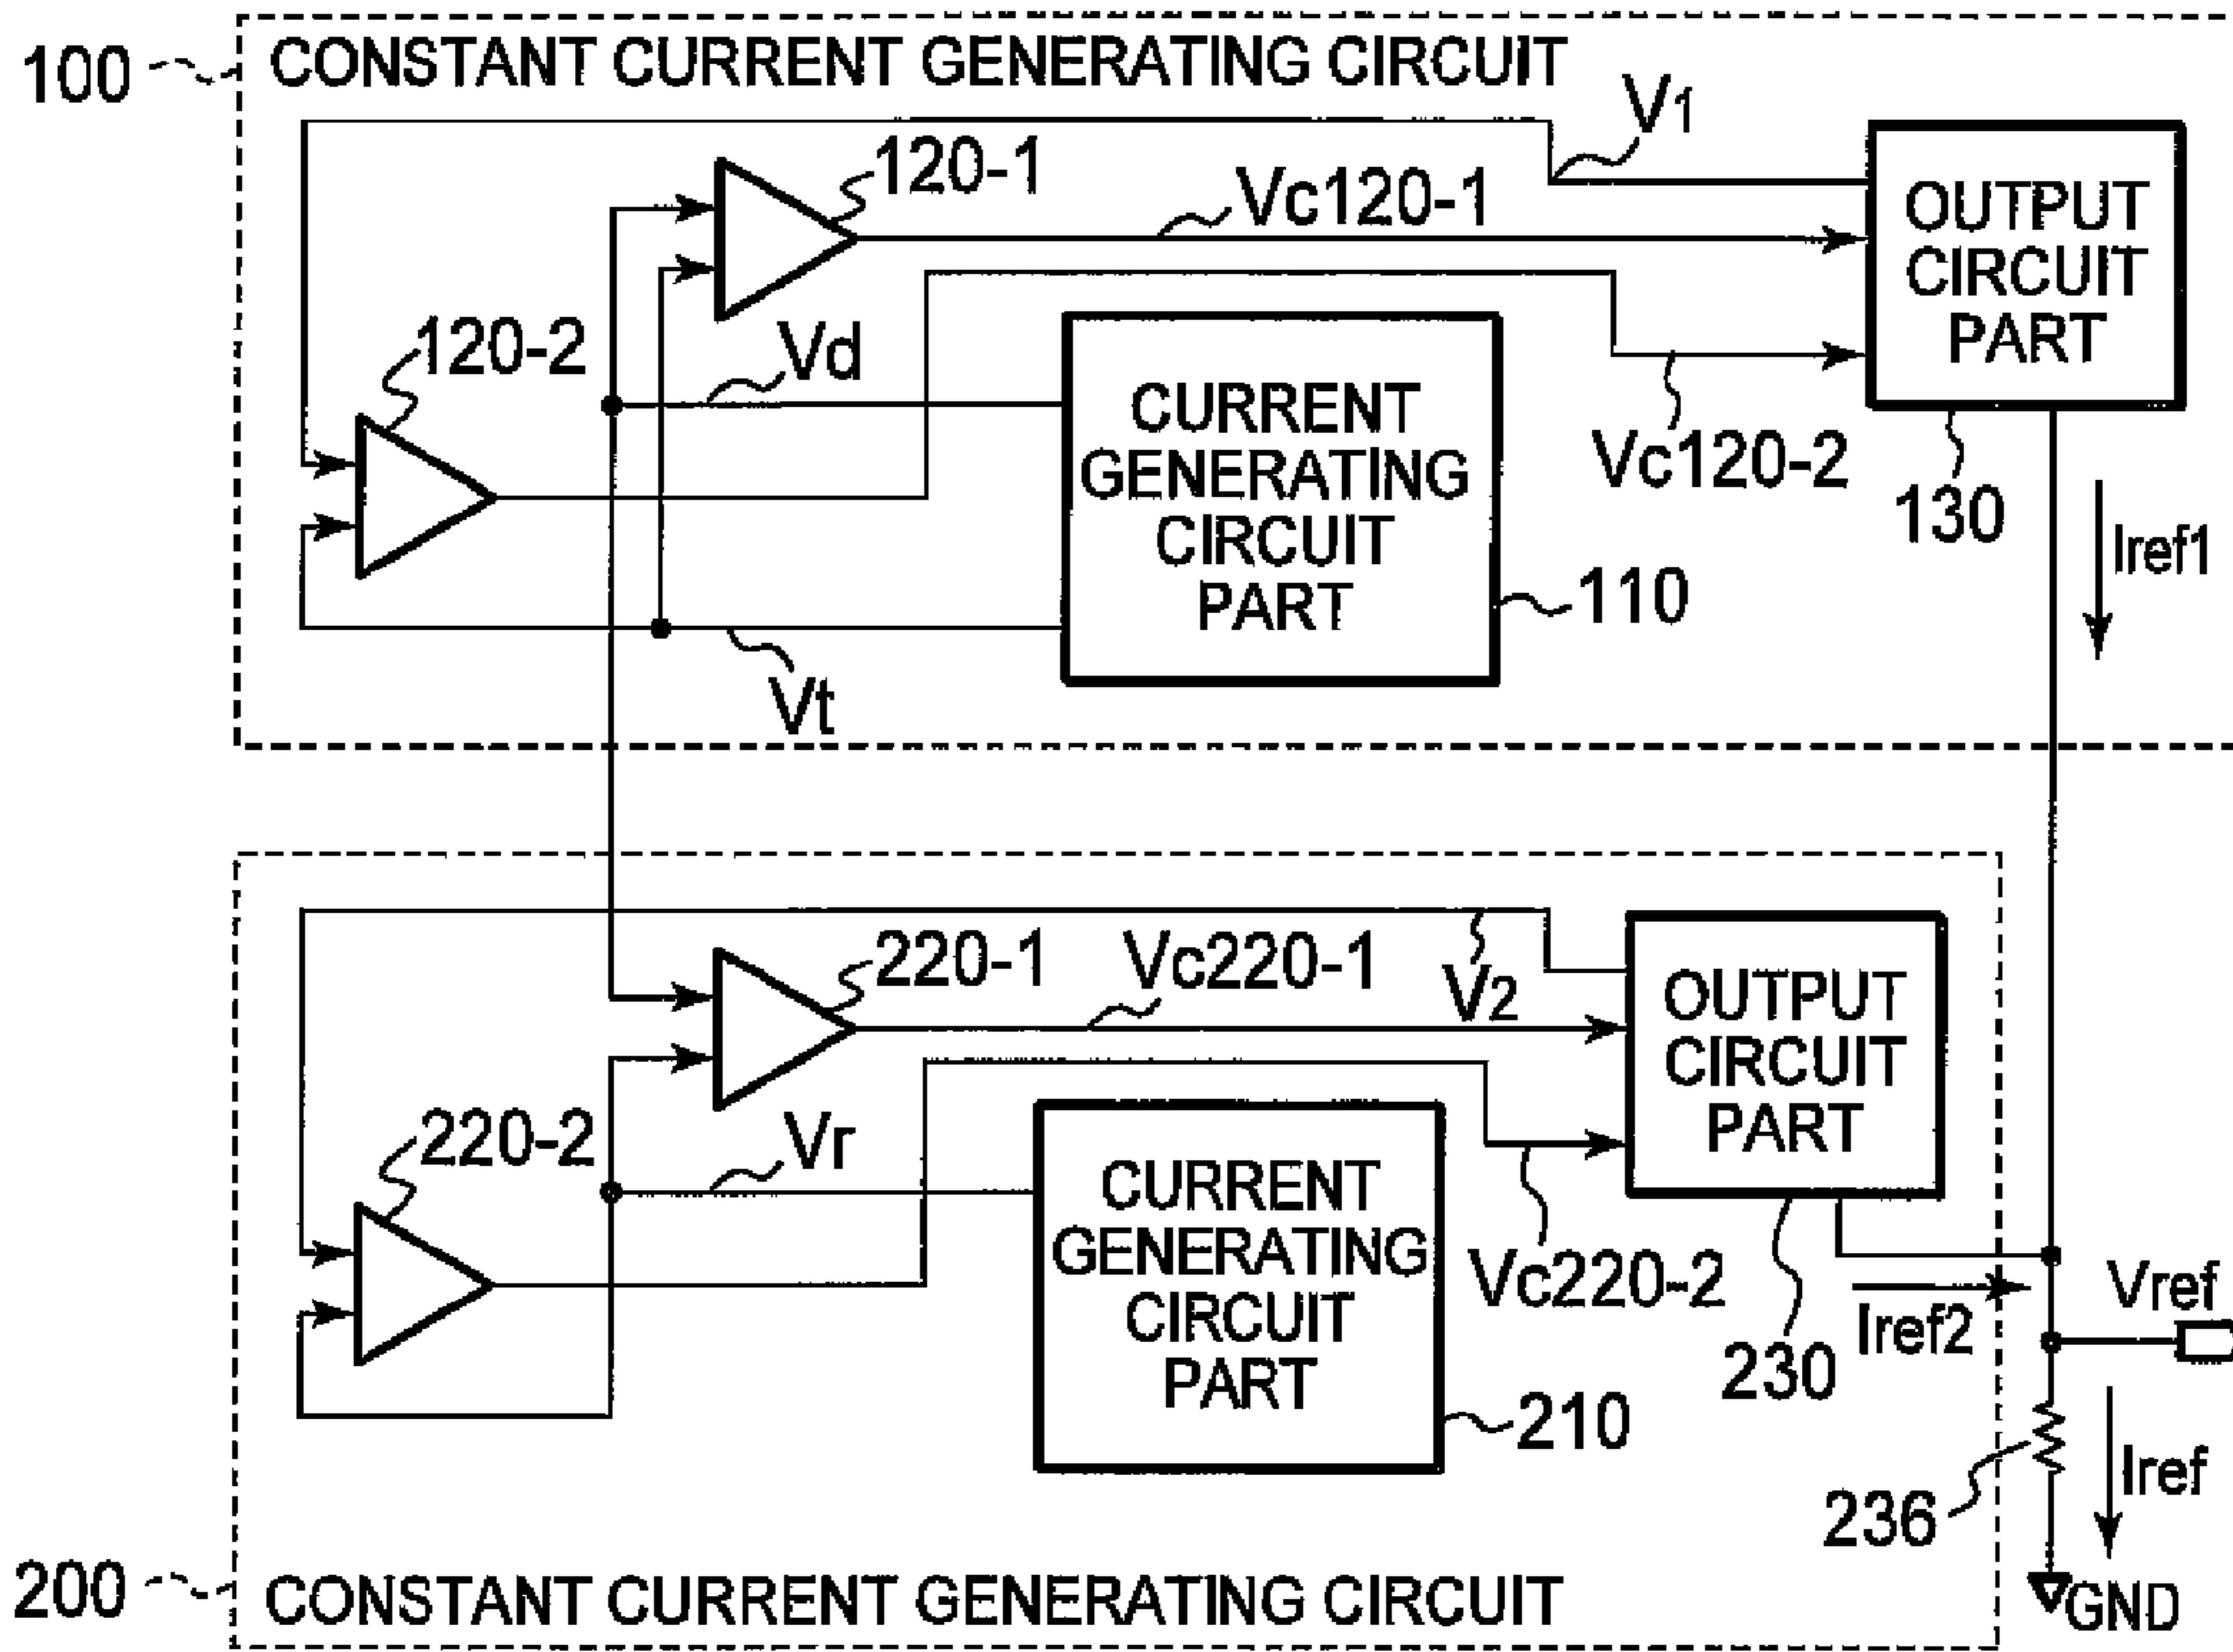 100
CONSTANT CURRENT GENERATING CIRCUIT
V1
120-1
Vc120-1
OUTPUT
CIRCUIT
PART
120-2
Vd
CURRENT
GENERATING
CIRCUIT
PART
Vc120-2
130
Iref1
110
Vt
220-1
Vc220-1
V2
OUTPUT
CIRCUIT
PART
220-2
Vr
CURRENT
GENERATING
CIRCUIT
PART
Vc220-2
230
Iref2
Vref
210
236
Iref
GND
200
CONSTANT CURRENT GENERATING CIRCUIT